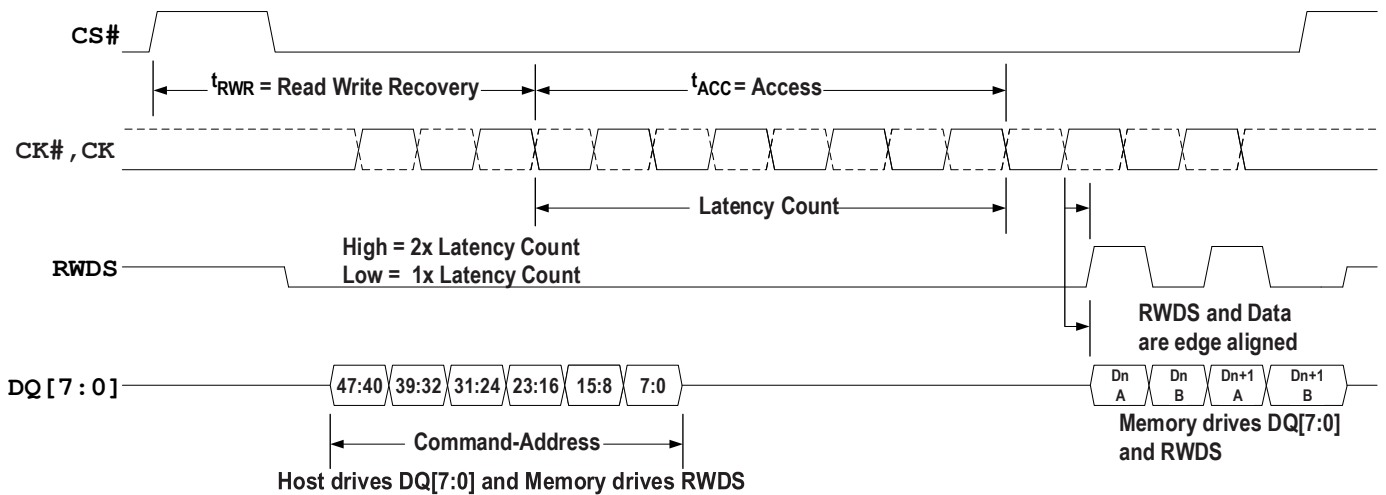 CS#
tRWR = Read Write Recovery
tACC = Access
CK#,CK
Latency Count
High = 2x Latency Count
Low = 1x Latency Count
RWDS
RWDS and Data
are edge aligned
DQ[7:0]
47:40 39:32 31:24 23:16 15:8 7:0
Dn A
Dn B
Dn+1 A
Dn+1 B
Command-Address
Memory drives DQ[7:0]
and RWDS
Host drives DQ[7:0] and Memory drives RWDS